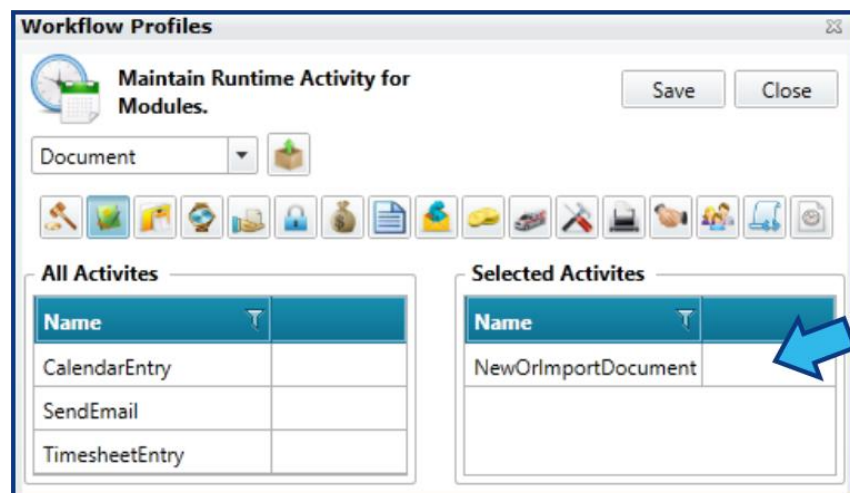 Workflow Profiles
Maintain Runtime Activity for
Modules.
Save
Close
Document
All Activites
Selected Activites
Name
Name
CalendarEntry
NewOrImportDocument
SendEmail
TimesheetEntry